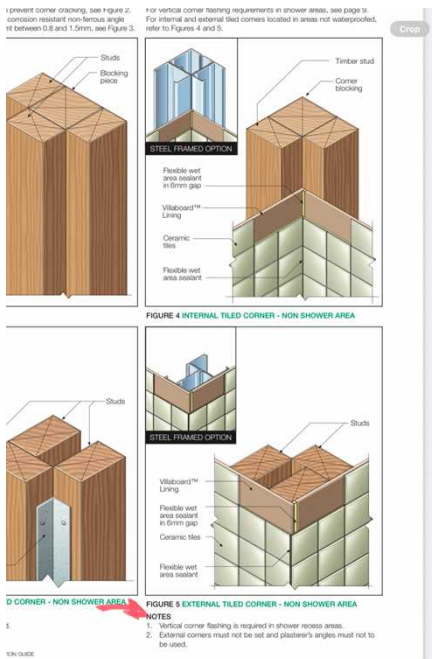 prevent corner cracking, see Figure 2.
corrosion resistant non-ferrous angle
nt between 0.8 and 1.5mm, see Figure 3.
For vertical corner flashing requirements in shower areas, see page 9.
For internal and external tiled corners located in areas not waterproofed,
refer to Figures 4 and 5.
Crop
Studs
Blocking
piece
STEEL FRAMED OPTION
Timber stud
Corner
blocking
Flexible wet
area sealant
in 6mm gap
Villaboard™
Lining
Ceramic
tiles
Flexible wet
area sealant
FIGURE 4 INTERNAL TILED CORNER - NON SHOWER AREA
Studs
STEEL FRAMED OPTION
Studs
Villaboard™
Lining
Flexible wet
area sealant
in 6mm gap
Ceramic tiles
Flexible wet
area sealant
D CORNER - NON SHOWER AREA
FIGURE 5 EXTERNAL TILED CORNER - NON SHOWER AREA
NOTES
1. Vertical corner flashing is required in shower recess areas.
2. External corners must not be set and plasterer's angles must not to
be used.
ION GUIDE